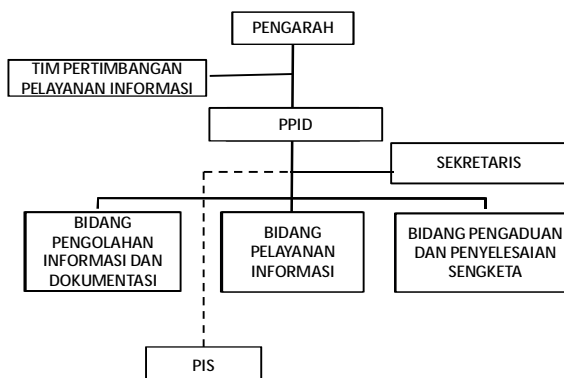 PENGARAH
TIM PERTIMBANGAN
PELAYANAN INFORMASI
PPID
SEKRETARIS
BIDANG
PENGOLAHAN
INFORMASI DAN
DOKUMENTASI
BIDANG
PELAYANAN
INFORMASI
BIDANG PENGADUAN
DAN PENYELESAIAN
SENGKETA
PIS